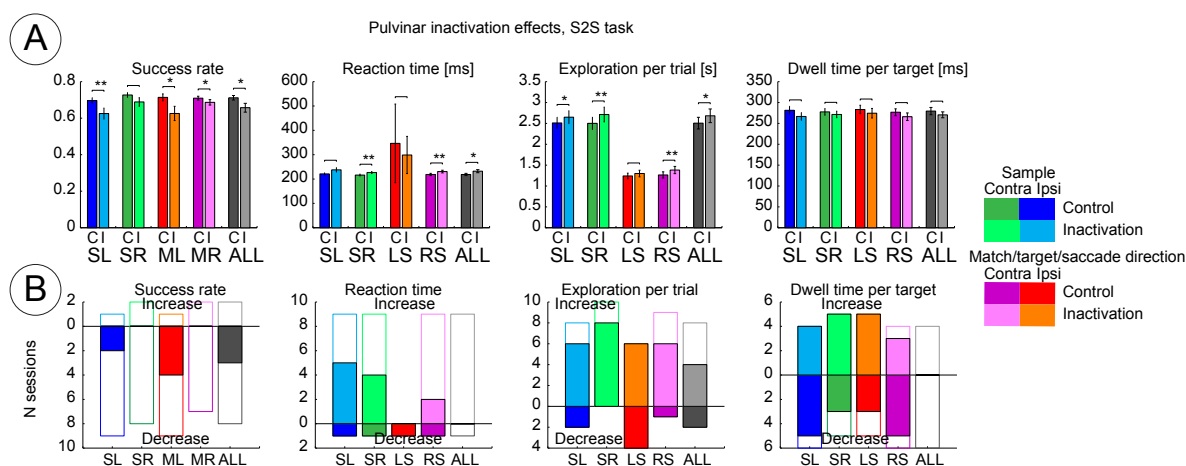 A
Pulvinar inactivation effects, S2S task
Success rate
0.8
0.6
0.4
0.2
0
** * * *
C I C I C I C I C I
SL SR ML MR ALL
Reaction time [ms]
600
500
400
300
200
100
0
** ** *
C I C I C I C I C I
SL SR LS RS ALL
Exploration per trial [s]
3
2.5
2
1.5
1
0.5
0
* ** ** *
C I C I C I C I C I
SL SR LS RS ALL
Dwell time per target [ms]
350
300
250
200
150
100
50
0
C I C I C I C I C I
SL SR LS RS ALL
Sample
Contra Ipsi
Control
Inactivation
Match/target/saccade direction
Contra Ipsi
Control
Inactivation
B
N sessions
Success rate
Increase
2
0
2
4
6
8
10
Decrease
SL SR ML MR ALL
Reaction time
Increase
10
8
6
4
2
0
2
Decrease
SL SR LS RS ALL
Exploration per trial
Increase
10
8
6
4
2
0
2
4
Decrease
SL SR LS RS ALL
Dwell time per target
Increase
6
4
2
0
2
4
6
Decrease
SL SR LS RS ALL